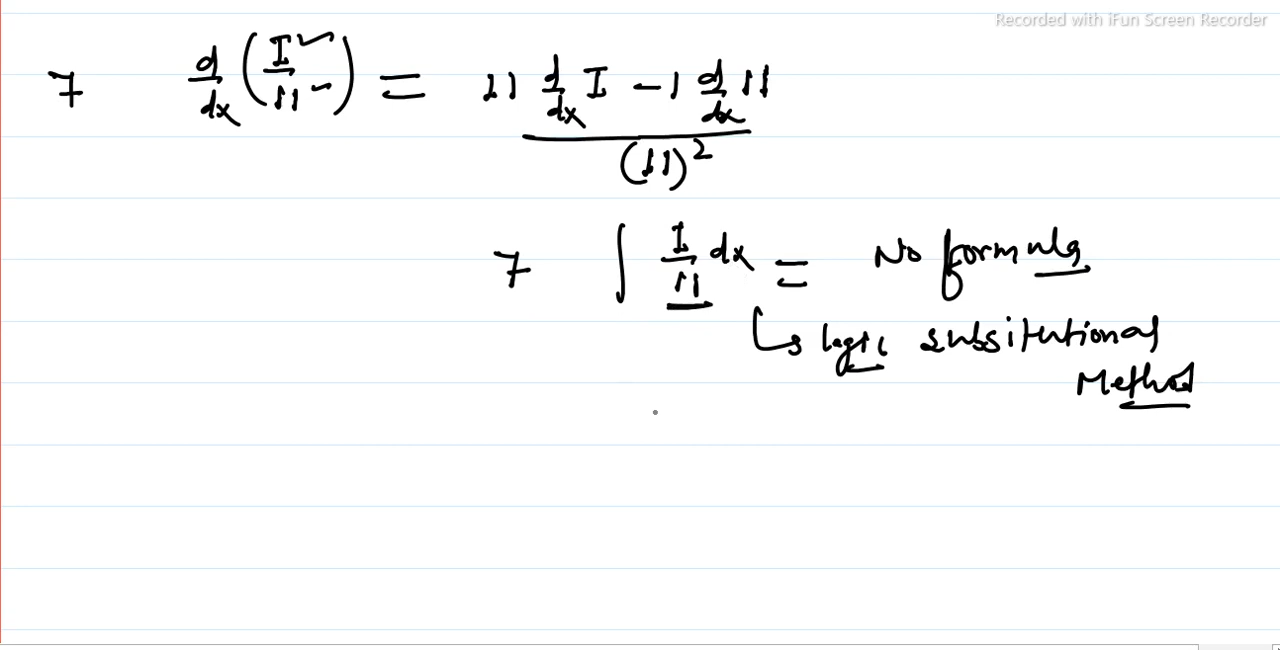 Recorded with iFun Screen Recorder
7 d/dx (I/II) = (II d/dx I - I d/dx II)/(II)²
7 ∫ I/II dx = No formula
↳ logic subsitutional
Method